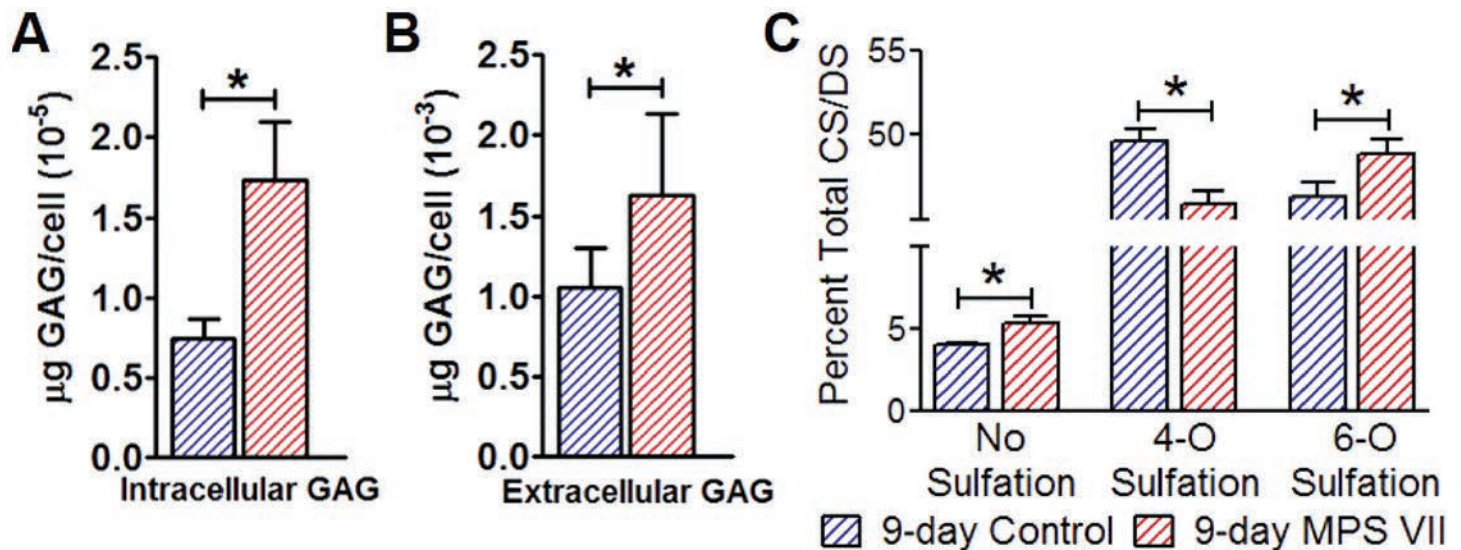 A
µg GAG/cell (10-5)
2.5
2.0
1.5
1.0
0.5
0.0
*
Intracellular GAG
B
µg GAG/cell (10-3)
2.5
2.0
1.5
1.0
0.5
0.0
*
Extracellular GAG
C
Percent Total CS/DS
55
50
5
0
*
*
*
No
Sulfation
4-O
Sulfation
6-O
Sulfation
9-day Control
9-day MPS VII